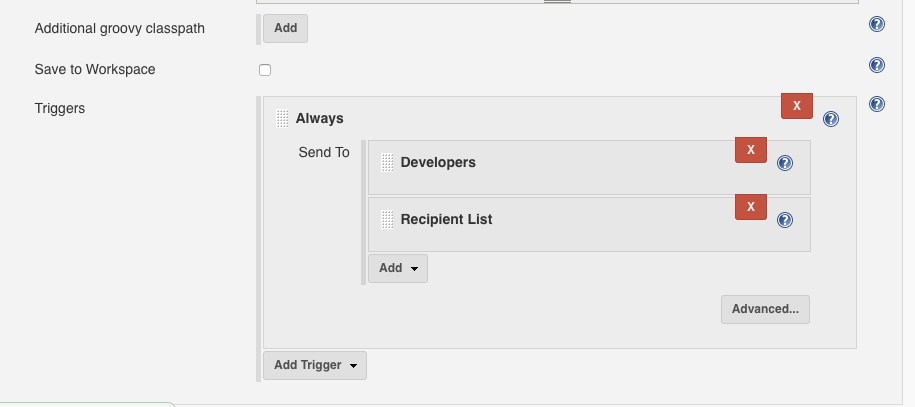 Additional groovy classpath
Add
?
Save to Workspace
?
Triggers
X
?
Always
?
Send To
Developers
X
?
Recipient List
X
?
Add
Advanced...
Add Trigger